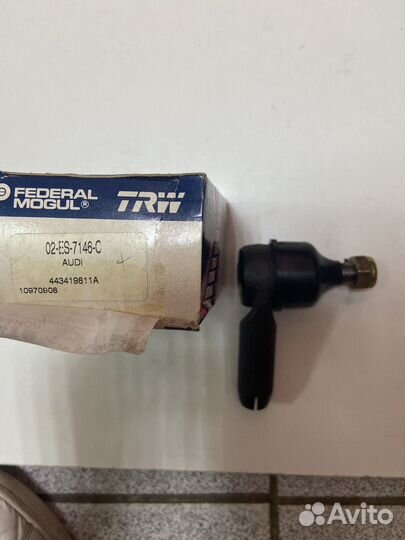 FEDERAL
MOGUL®
TRW
02-ES-7146-C
AUDI
443419811A
10970908
Avito